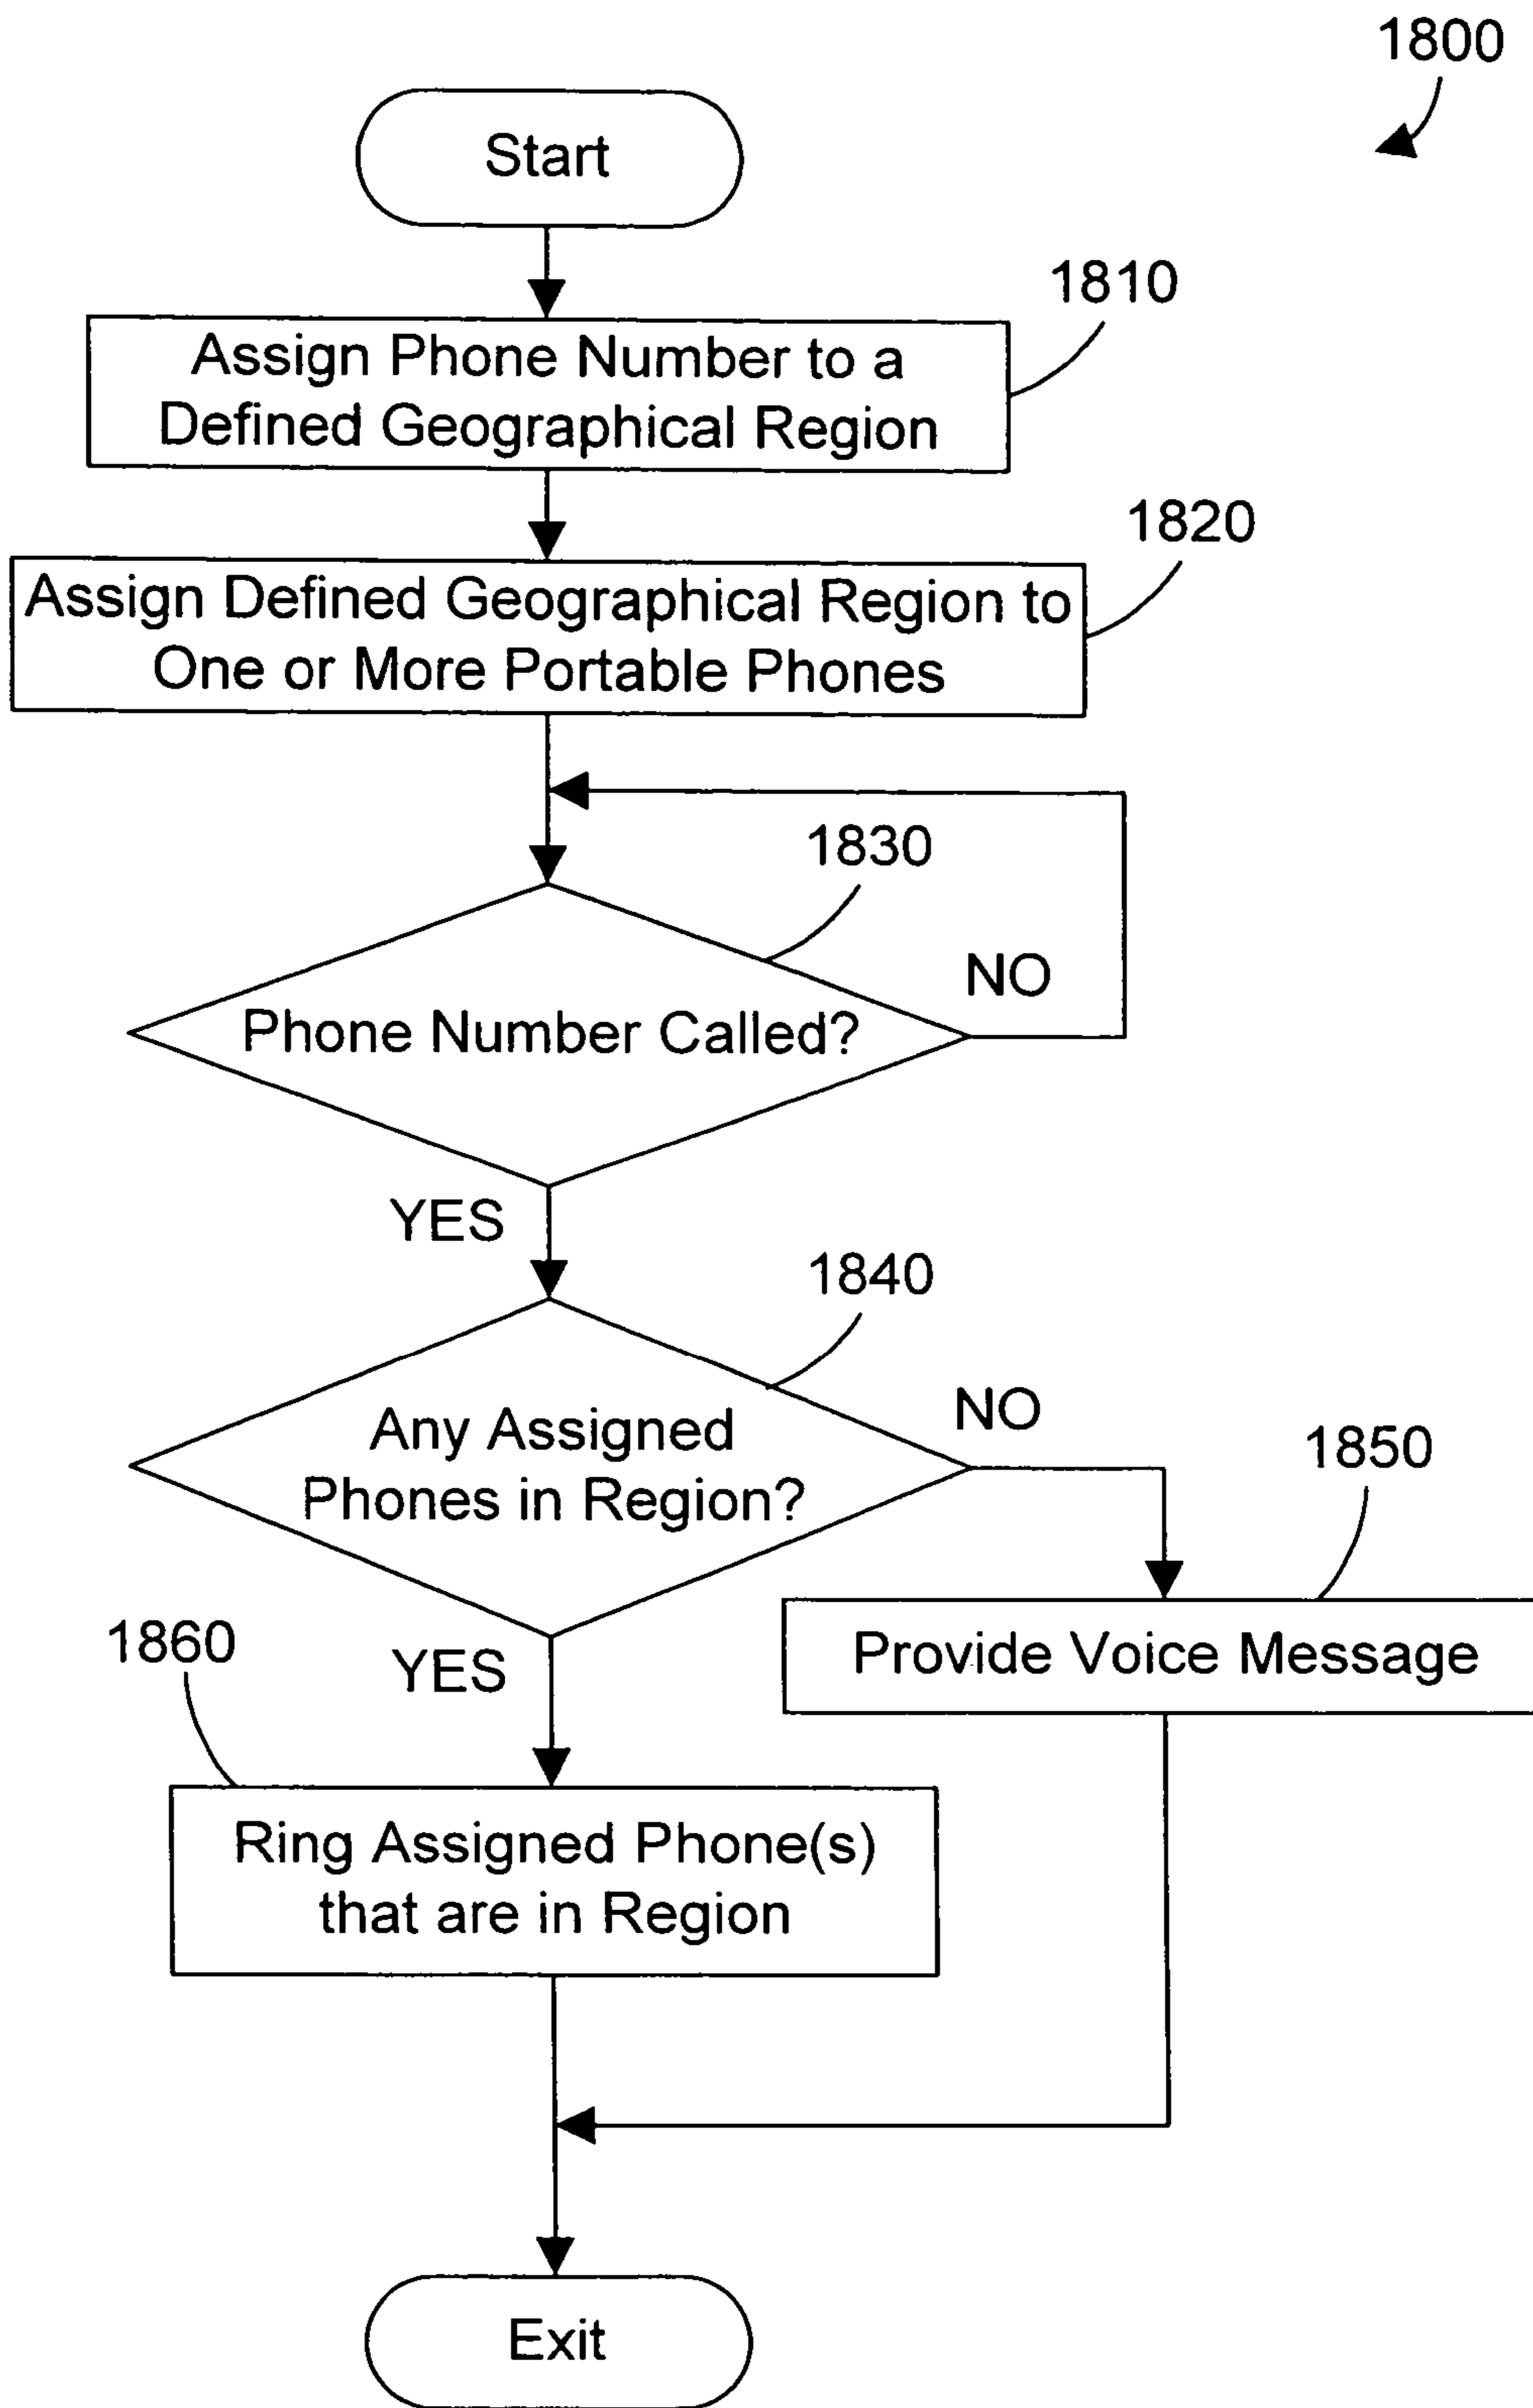 1800
Start
1810
Assign Phone Number to a
Defined Geographical Region
1820
Assign Defined Geographical Region to
One or More Portable Phones
1830
NO
Phone Number Called?
YES
1840
NO
Any Assigned
Phones in Region?
1850
YES
Provide Voice Message
1860
Ring Assigned Phone(s)
that are in Region
Exit